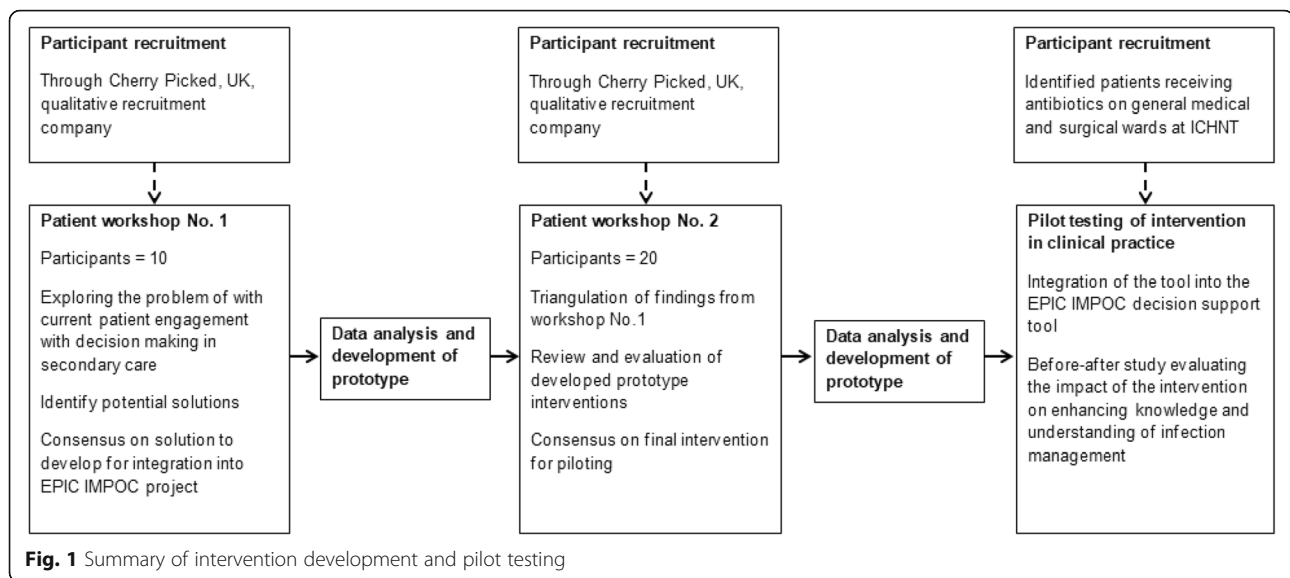 Participant recruitment
Through Cherry Picked, UK,
qualitative recruitment
company
Participant recruitment
Through Cherry Picked, UK,
qualitative recruitment
company
Participant recruitment
Identified patients receiving
antibiotics on general medical
and surgical wards at ICHNT
Patient workshop No. 1
Participants = 10
Exploring the problem of with
current patient engagement
with decision making in
secondary care
Identify potential solutions
Consensus on solution to
develop for integration into
EPIC IMPOC project
Data analysis and
development of
prototype
Patient workshop No. 2
Participants = 20
Triangulation of findings from
workshop No.1
Review and evaluation of
developed prototype
interventions
Consensus on final intervention
for piloting
Data analysis and
development of
prototype
Pilot testing of intervention
in clinical practice
Integration of the tool into the
EPIC IMPOC decision support
tool
Before-after study evaluating
the impact of the intervention
on enhancing knowledge and
understanding of infection
management
Fig. 1 Summary of intervention development and pilot testing